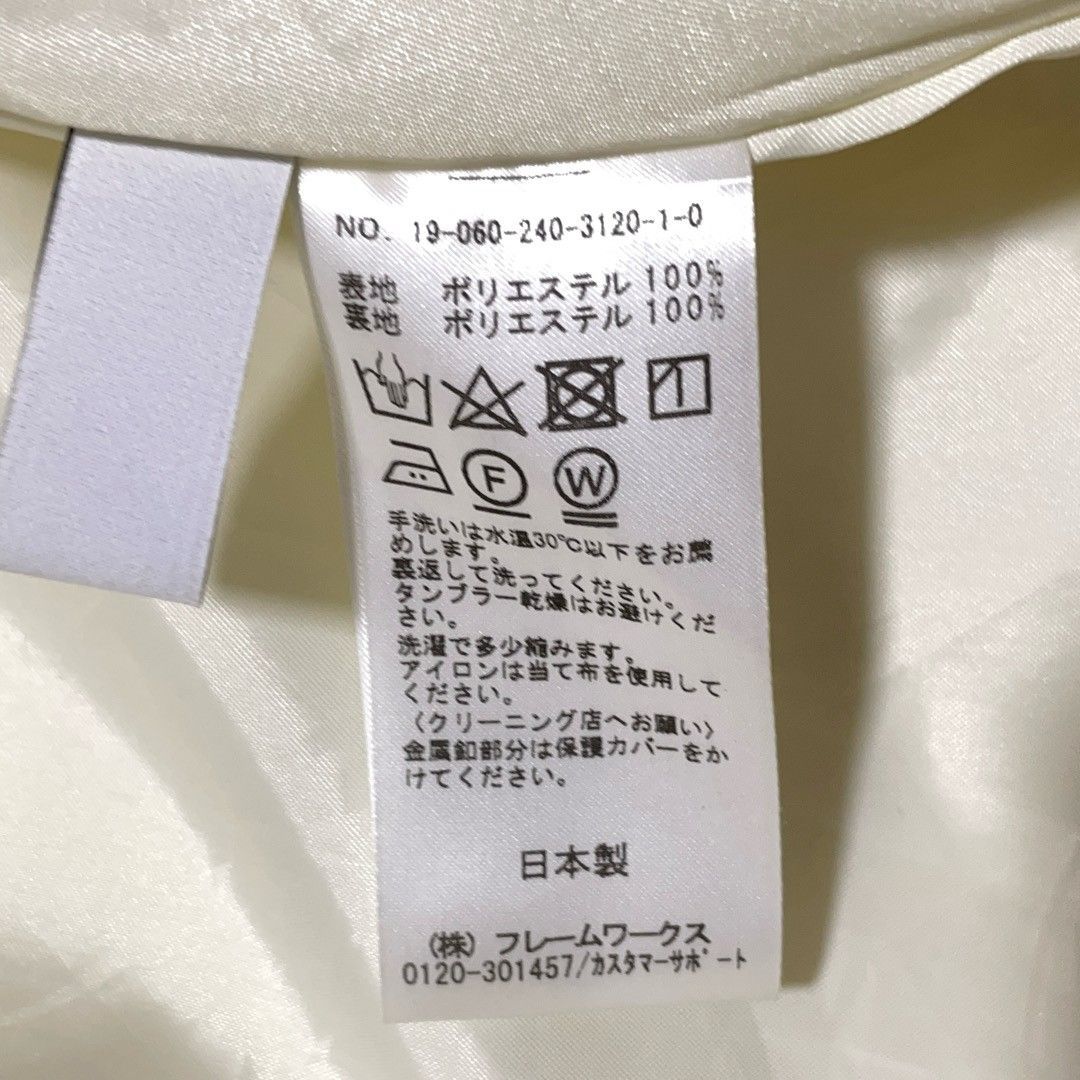 NO. 19-060-240-3120-1-0
表地 ポリエステル 100%
裏地 ポリエステル 100%
F W
手洗いは水温30℃以下をお薦
めします。
裏返して洗ってください。
タンブラー乾燥はお避けくだ
さい。
洗濯で多少縮みます。
アイロンは当て布を使用して
ください。
〈クリーニング店へお願い〉
金属釦部分は保護カバーをか
けてください。
日本製
(株) フレームワークス
0120-301457/カスタマーサポート